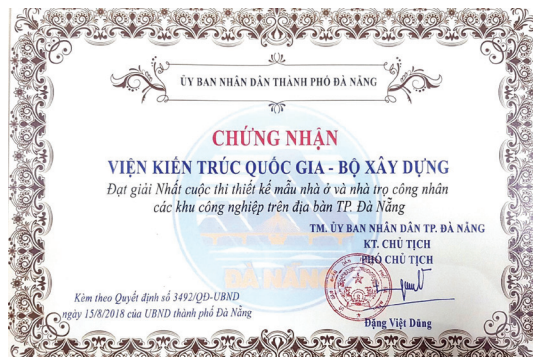 ỦY BAN NHÂN DÂN THÀNH PHỐ ĐÀ NẴNG
CHỨNG NHẬN
VIỆN KIẾN TRÚC QUỐC GIA - BỘ XÂY DỰNG
Đạt giải Nhất cuộc thi thiết kế mẫu nhà ở và nhà trọ công nhân
các khu công nghiệp trên địa bàn TP. Đà Nẵng
TM. ỦY BAN NHÂN DÂN TP. ĐÀ NẴNG
KT. CHỦ TỊCH
PHÓ CHỦ TỊCH
ĐÀ NẴNG
Kèm theo Quyết định số 3492/QĐ-UBND
ngày 15/8/2018 của UBND thành phố Đà Nẵng
Đặng Việt Dũng